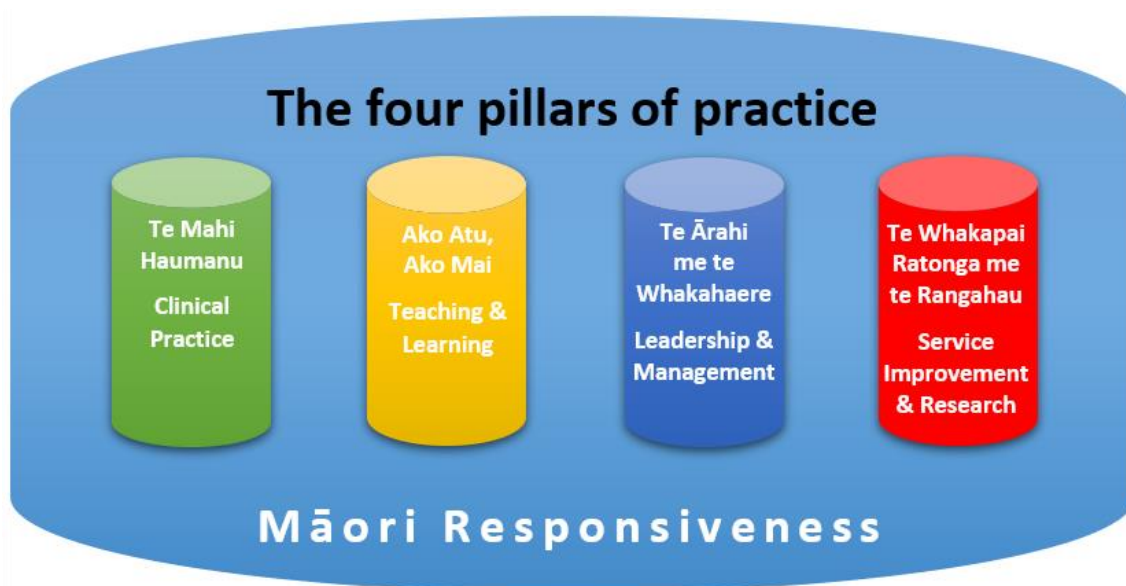 The four pillars of practice
Te Mahi
Haumanu
Clinical
Practice
Ako Atu,
Ako Mai
Teaching &
Learning
Te Ārahi
me te
Whakahaere
Leadership &
Management
Te Whakapai
Ratonga me
te Rangahau
Service
Improvement
& Research
Māori Responsiveness